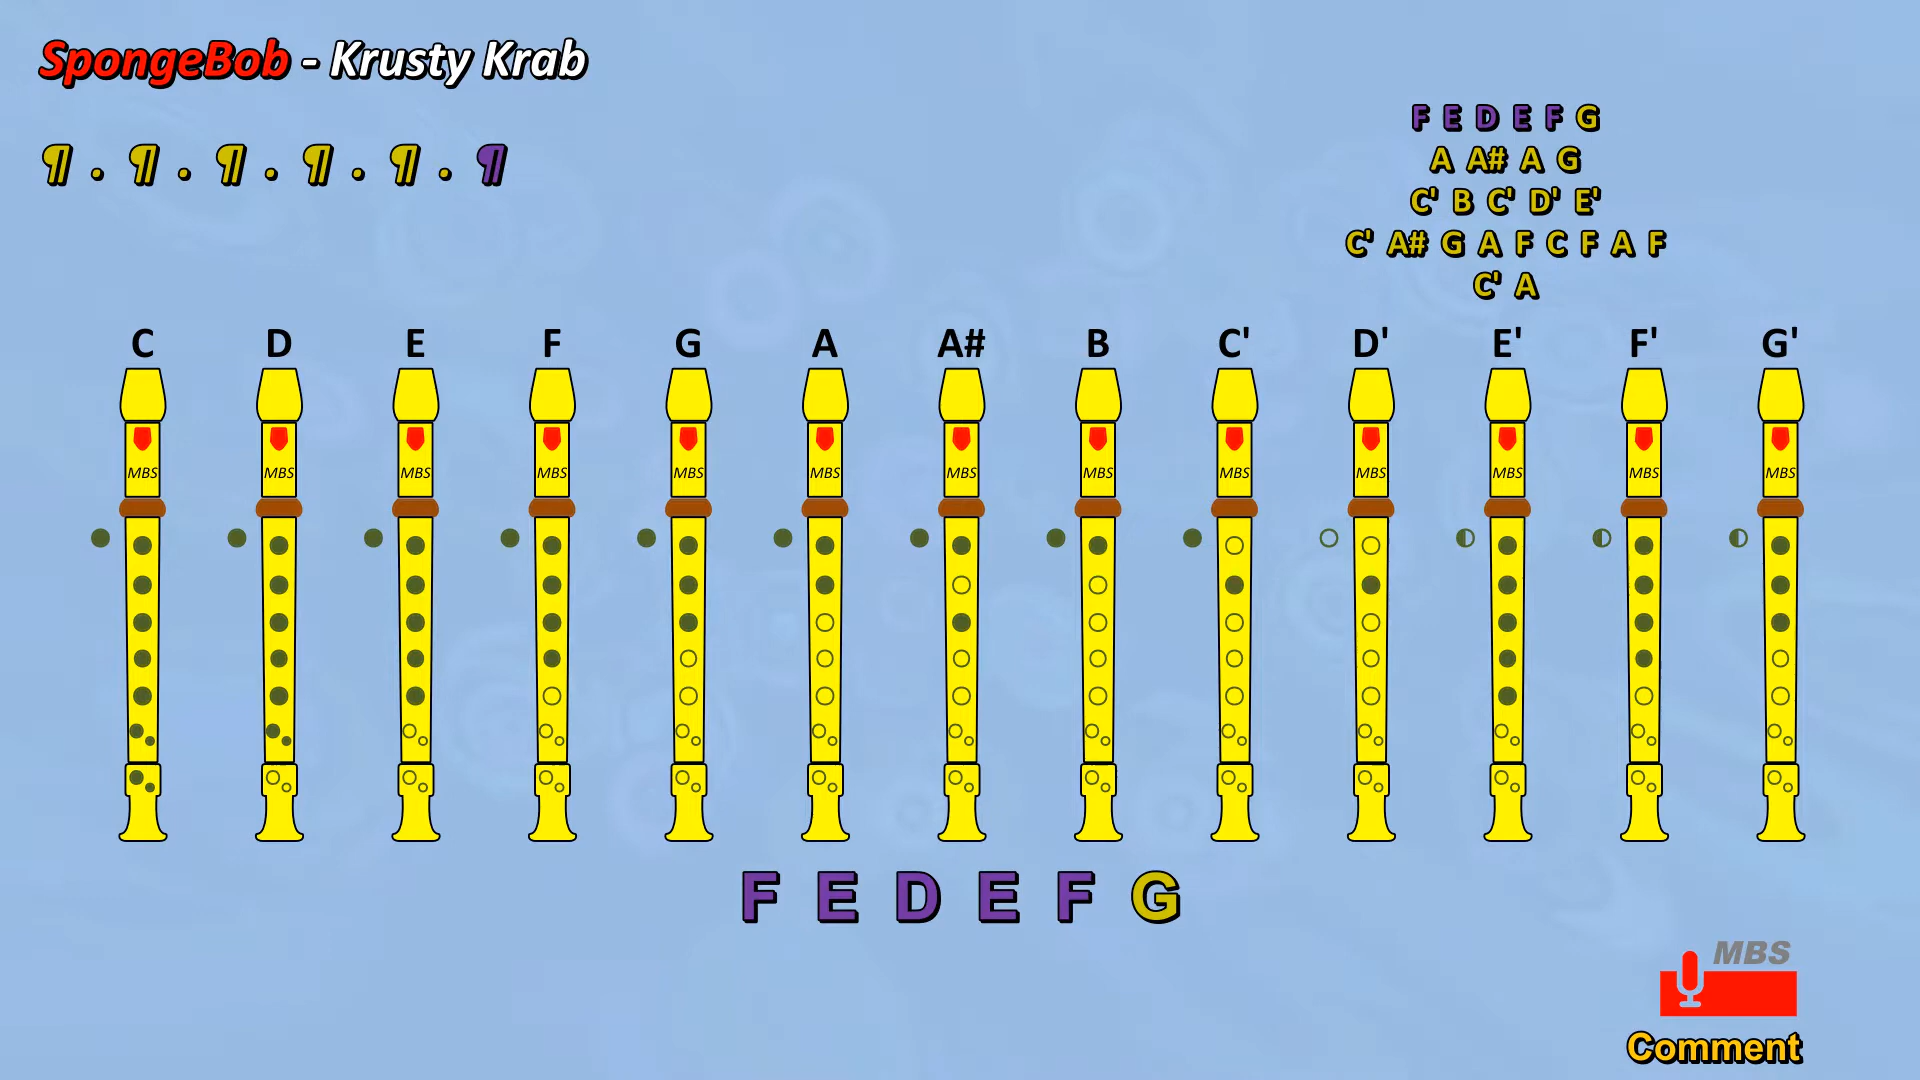 SpongeBob - Krusty Krab
¶ . ¶ . ¶ . ¶ . ¶ . ¶
F E D E F G
A A# A G
C' B C' D' E'
C' A# G A F C F A F
C' A
C D E F G A A# B C' D' E' F' G'
MBS MBS MBS MBS MBS MBS MBS MBS MBS MBS MBS MBS MBS
F E D E F G
MBS
Comment